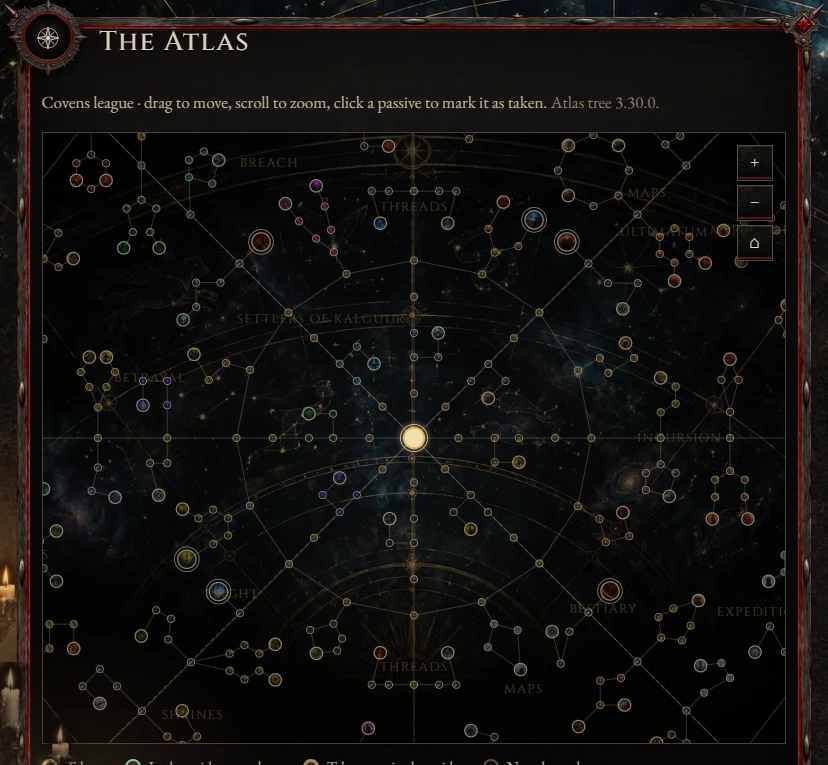 The Atlas
Covens league · drag to move, scroll to zoom, click a passive to mark it as taken. Atlas tree 3.30.0.
+
−
BREACH
MAPS
THREADS
ULTIMATUM
SETTLERS OF KALGUUR
BETRAYAL
INCURSION
BESTIARY
EXPEDITI
THREADS
MAPS
SHRINES